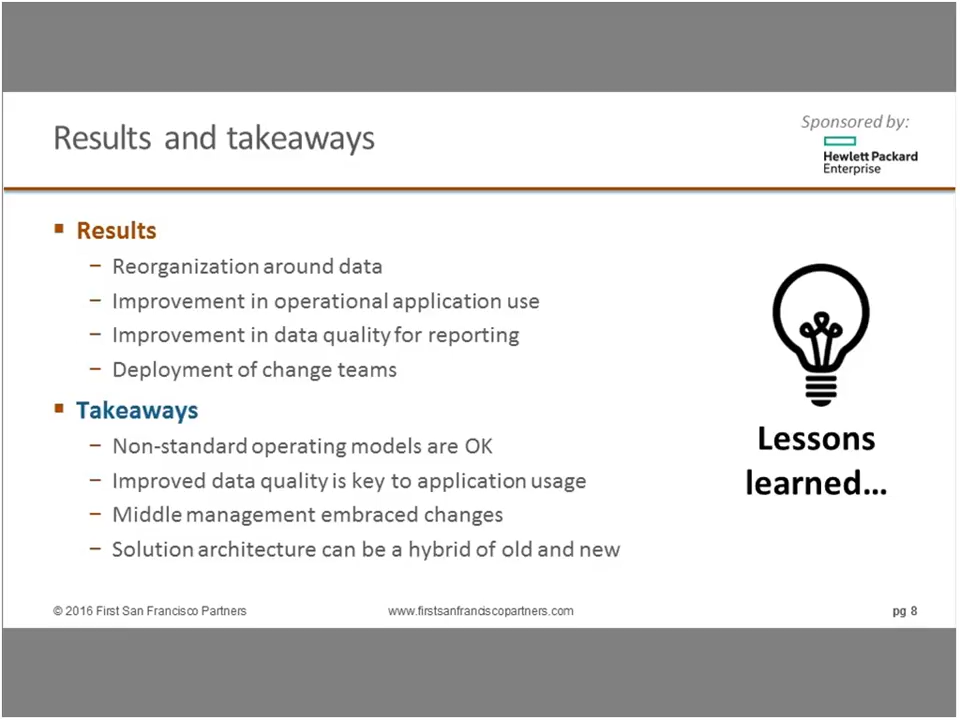 Results and takeaways
Sponsored by:
Hewlett Packard
Enterprise
▪ Results
– Reorganization around data
– Improvement in operational application use
– Improvement in data quality for reporting
– Deployment of change teams
▪ Takeaways
– Non-standard operating models are OK
– Improved data quality is key to application usage
– Middle management embraced changes
– Solution architecture can be a hybrid of old and new
Lessons
learned…
© 2016 First San Francisco Partners
www.firstsanfranciscopartners.com
pg 8